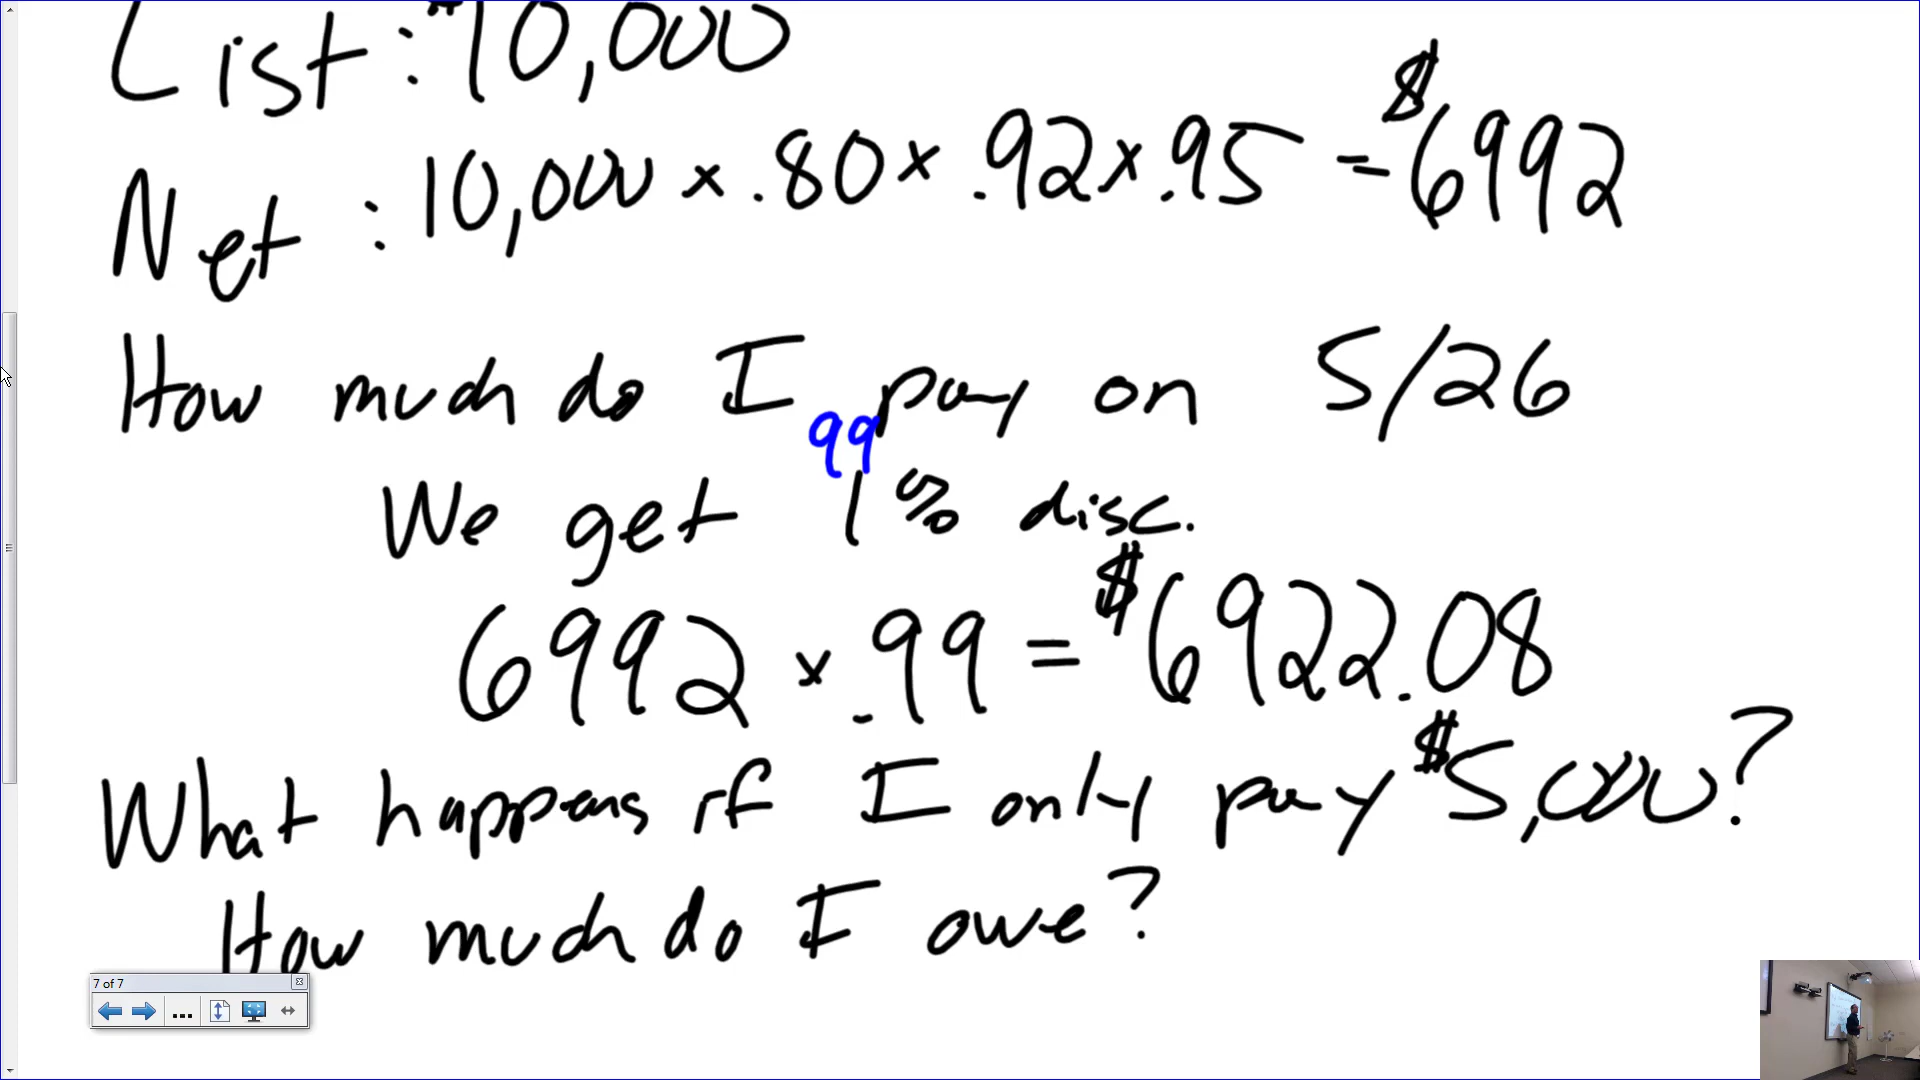 List: $10,000
Net : 10,000 x .80 x .92 x .95 = $6992
How much do I pay on 5/26
99
We get 1% disc.
6992 x .99 = $6922.08
What happens if I only pay $5,000?
How much do I owe?
7 of 7